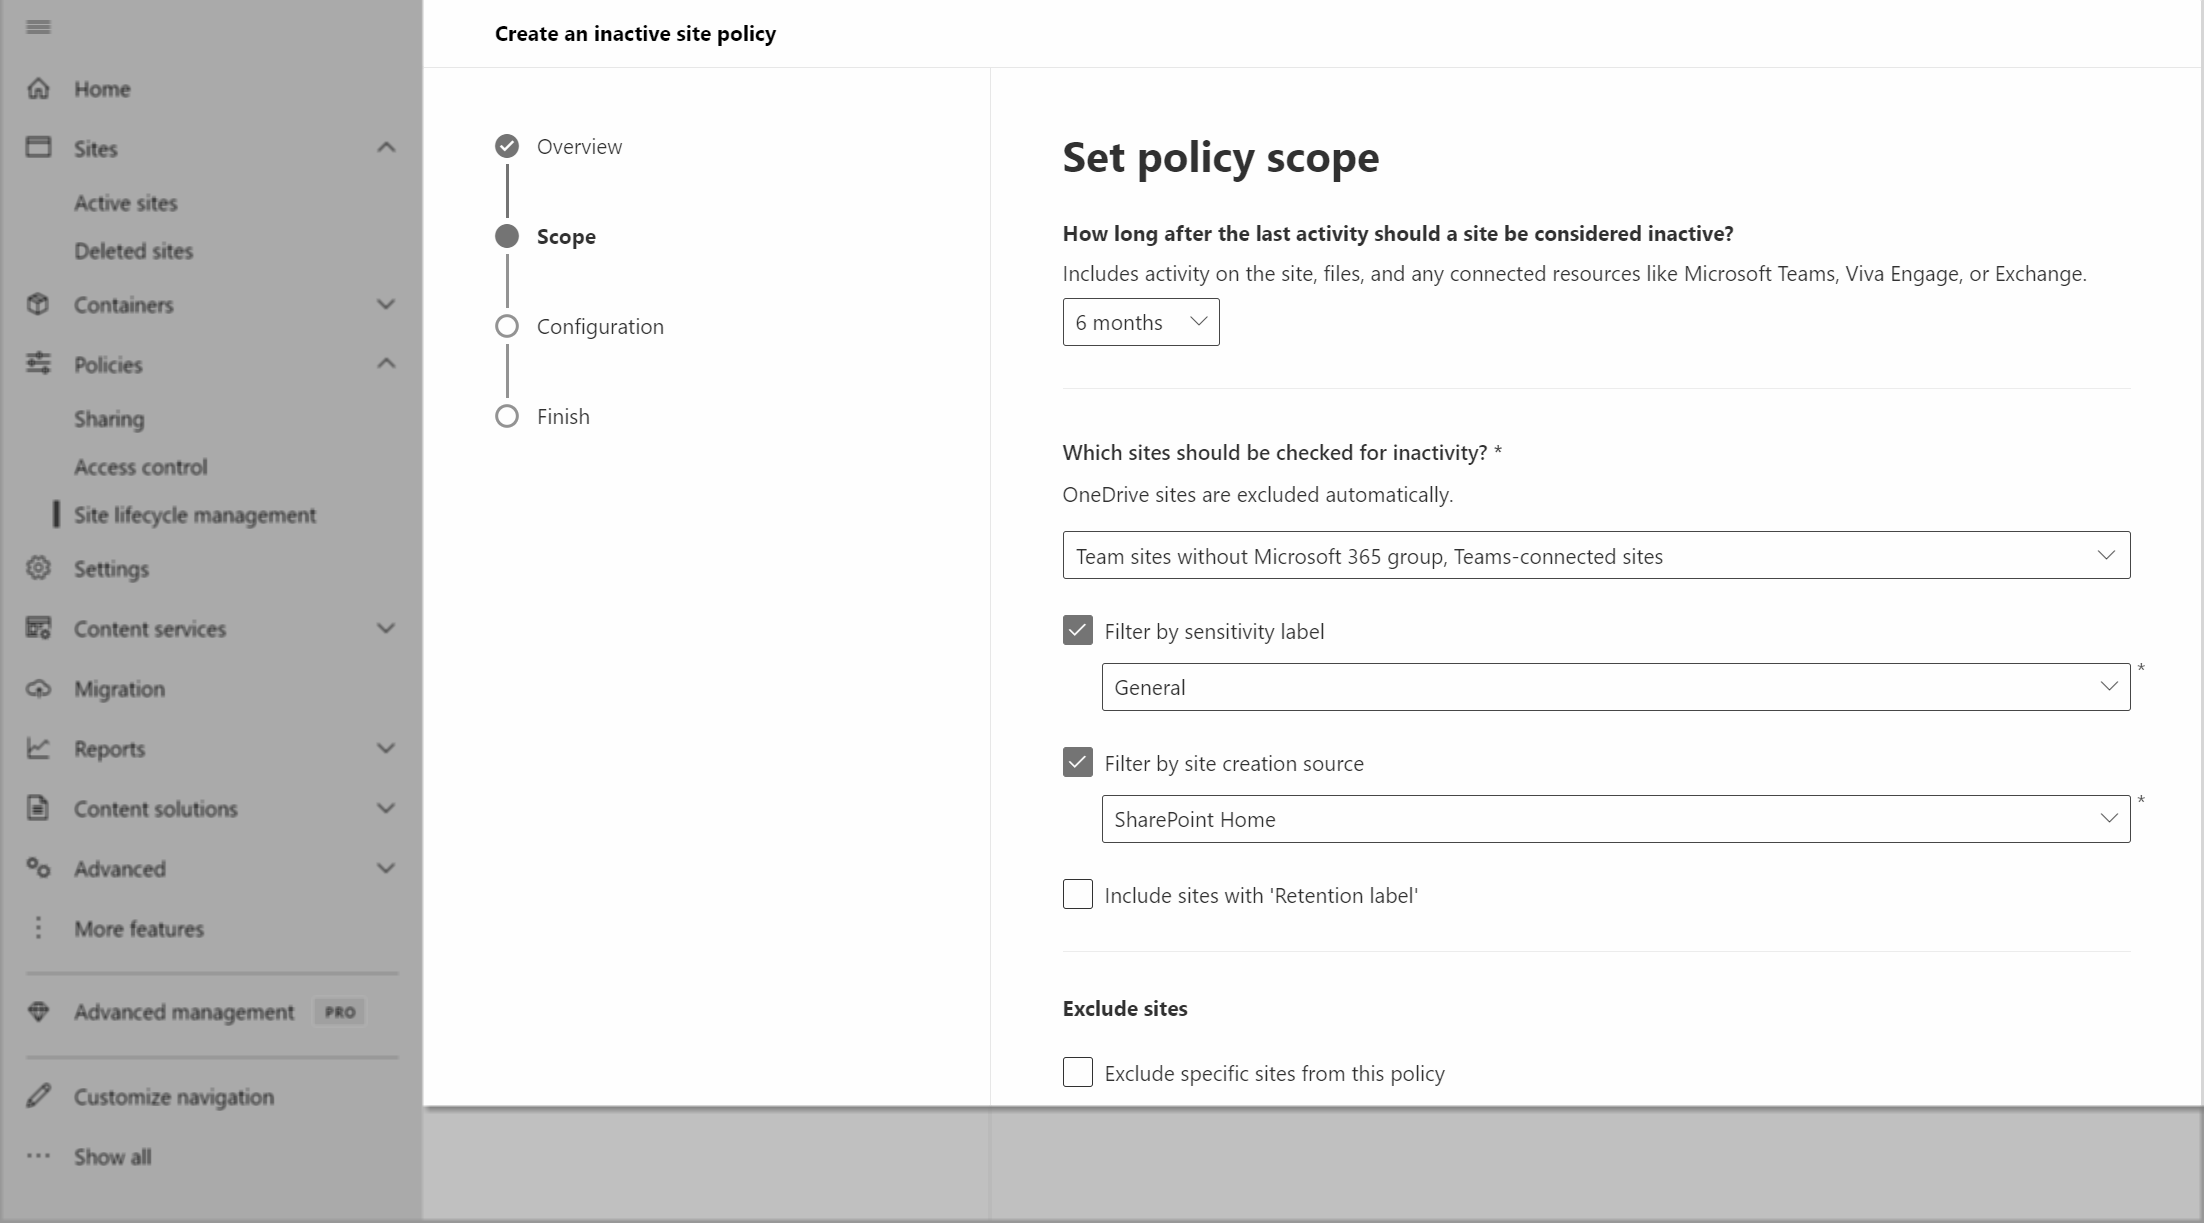 Create an inactive site policy
Home
Sites
Active sites
Deleted sites
Containers
Policies
Sharing
Access control
Site lifecycle management
Settings
Content services
Migration
Reports
Content solutions
Advanced
More features
Advanced management PRO
Customize navigation
Show all
Overview
Scope
Configuration
Finish
Set policy scope
How long after the last activity should a site be considered inactive?
Includes activity on the site, files, and any connected resources like Microsoft Teams, Viva Engage, or Exchange.
6 months
Which sites should be checked for inactivity? *
OneDrive sites are excluded automatically.
Team sites without Microsoft 365 group, Teams-connected sites
Filter by sensitivity label
General *
Filter by site creation source
SharePoint Home *
Include sites with 'Retention label'
Exclude sites
Exclude specific sites from this policy